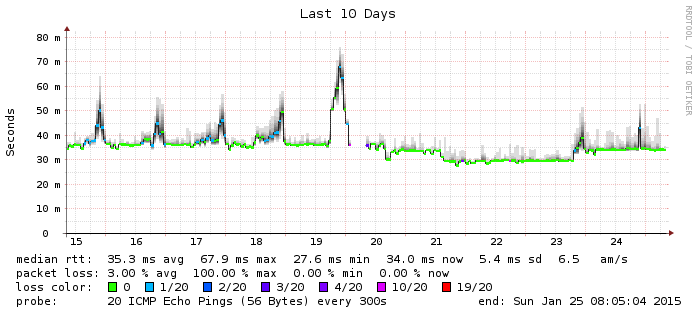 Last 10 Days
RRDTOOL / TOBI OETIKER
Seconds
80 m
70 m
60 m
50 m
40 m
30 m
20 m
10 m
0
15 16 17 18 19 20 21 22 23 24
median rtt: 35.3 ms avg 67.9 ms max 27.6 ms min 34.0 ms now 5.4 ms sd 6.5 am/s
packet loss: 3.00 % avg 100.00 % max 0.00 % min 0.00 % now
loss color: 0 1/20 2/20 3/20 4/20 10/20 19/20
probe: 20 ICMP Echo Pings (56 Bytes) every 300s end: Sun Jan 25 08:05:04 2015